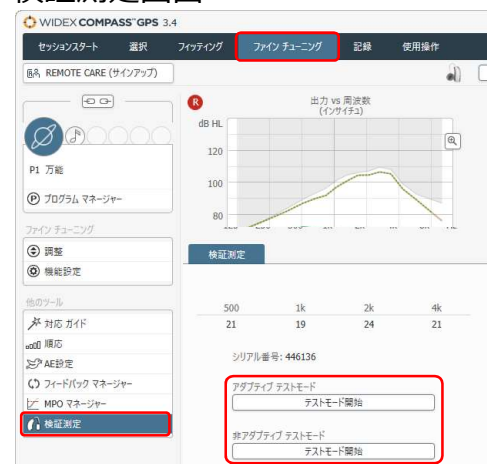 WIDEX COMPASS™ GPS 3.4
セッションスタート 選択 フィッティング ファイン チューニング 記録 使用操作
REMOTE CARE (サインアップ)
R
出力 vs 周波数
(インサイチュ)
dB HL
120
100
80
P1 万能
P プログラム マネージャー
ファイン チューニング
調整
機能設定
検証測定
他のツール
対応 ガイド
順応
AE設定
フィードバック マネージャー
MPO マネージャー
検証測定
500 1k 2k 4k
21 19 24 21
シリアル番号: 446136
アダプティブ テストモード
テストモード開始
非アダプティブ テストモード
テストモード開始